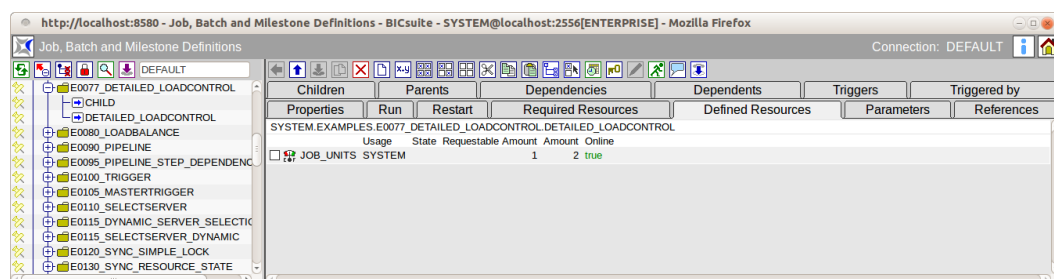 http://localhost:8580 - Job, Batch and Milestone Definitions - BICsuite - SYSTEM@localhost:2556[ENTERPRISE] - Mozilla Firefox
Job, Batch and Milestone Definitions
Connection: DEFAULT
DEFAULT
E0077_DETAILED_LOADCONTROL
CHILD
DETAILED_LOADCONTROL
E0080_LOADBALANCE
E0090_PIPELINE
E0095_PIPELINE_STEP_DEPENDENC
E0100_TRIGGER
E0105_MASTERTRIGGER
E0110_SELECTSERVER
E0115_DYNAMIC_SERVER_SELECTIO
E0115_SELECTSERVER_DYNAMIC
E0120_SYNC_SIMPLE_LOCK
E0130_SYNC_RESOURCE_STATE
Children Parents Dependencies Dependents Triggers Triggered by
Properties Run Restart Required Resources Defined Resources Parameters References
SYSTEM.EXAMPLES.E0077_DETAILED_LOADCONTROL.DETAILED_LOADCONTROL
Usage State Requestable Amount Amount Online
JOB_UNITS SYSTEM 1 2 true